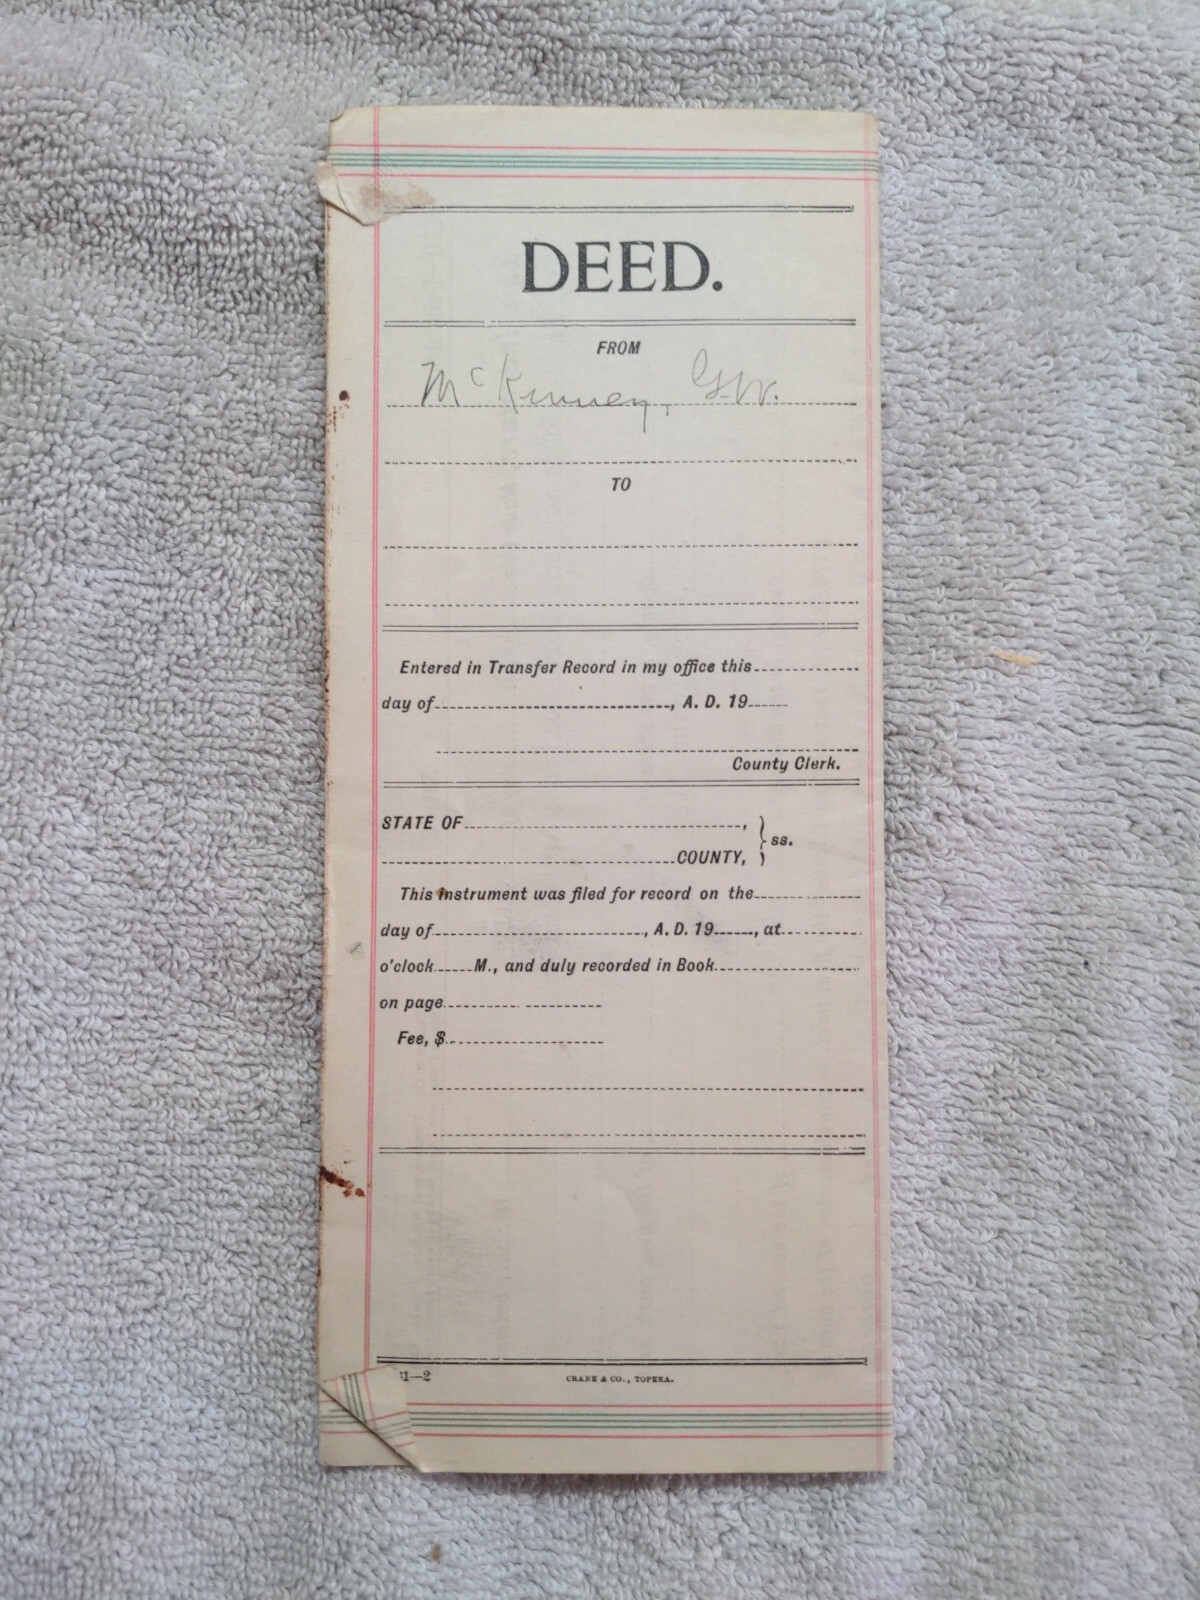 DEED.
FROM
McKinney, G.W.
TO
Entered in Transfer Record in my office this
day of , A. D. 19
County Clerk.
STATE OF , } ss.
COUNTY,
This instrument was filed for record on the
day of , A. D. 19 , at
o'clock M., and duly recorded in Book
on page
Fee, $
1—2 CRANE & CO., TOPEKA.